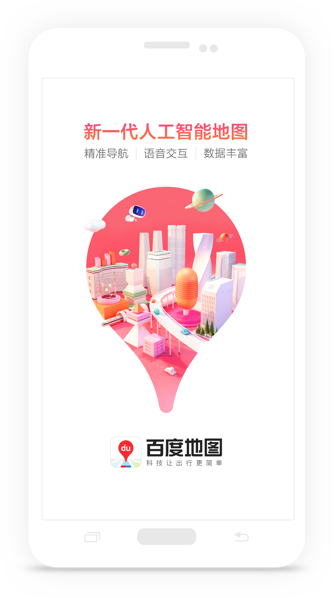 新一代人工智能地图
精准导航 | 语音交互 | 数据丰富
du 百度地图
科技让出行更简单